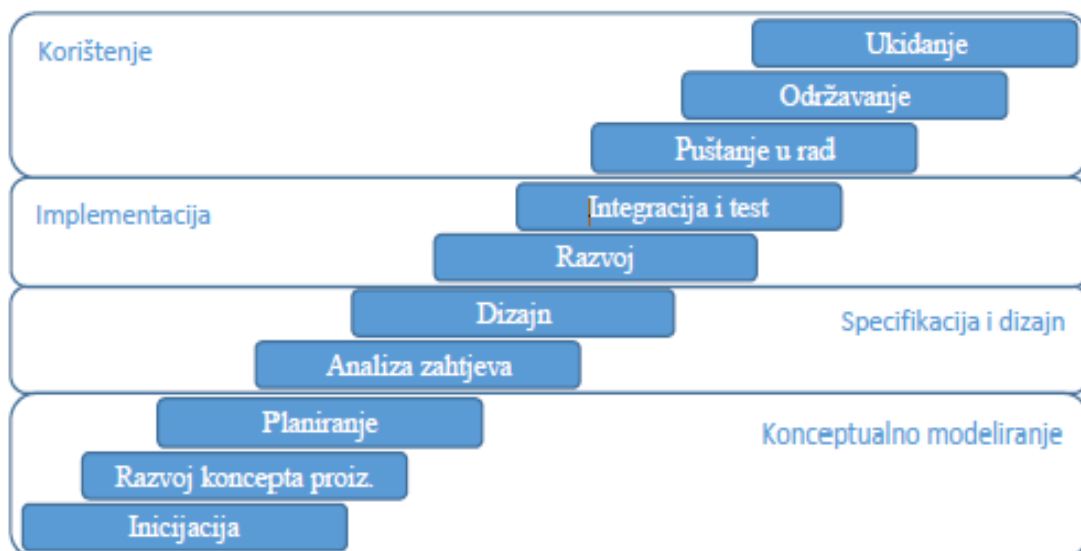 Korištenje
Ukidanje
Održavanje
Puštanje u rad
Implementacija
Integracija i test
Razvoj
Dizajn
Specifikacija i dizajn
Analiza zahtjeva
Planiranje
Konceptualno modeliranje
Razvoj koncepta proiz.
Inicijacija